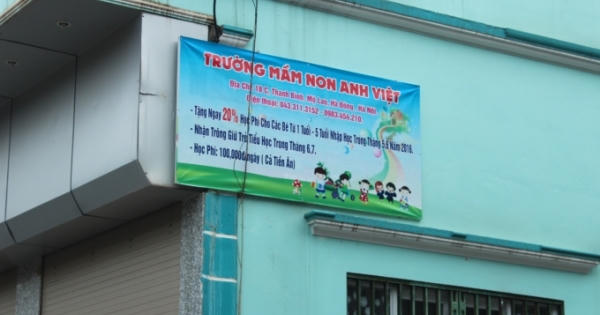 TRƯỜNG MẦM NON ANH VIỆT
Địa Chỉ: 18 C, Thanh Bình, Mỗ Lao, Hà Đông, Hà Nội
Điện thoại: 043.311.3152 - 0983.454.210
- Tặng Ngay 20% Học Phí Cho Các Bé Từ 1 Tuổi - 5 Tuổi Nhập Học Trong Tháng 5,6 Năm 2016.
- Nhận Trông Giữ Trẻ Tiểu Học Trong Tháng 6,7.
- Học Phí: 100,000đ/ngày ( Cả Tiền Ăn)